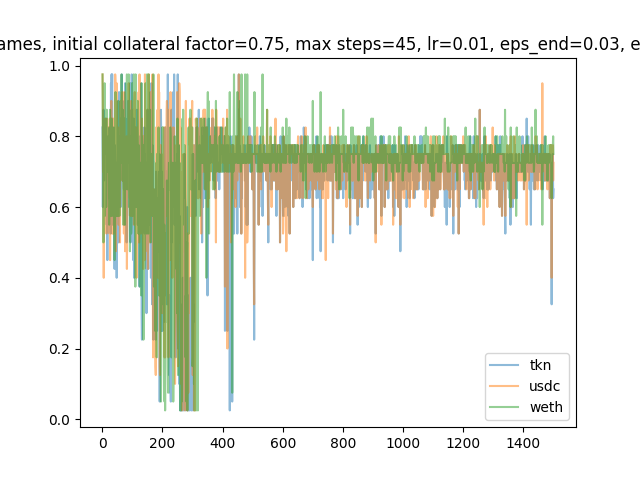 ames, initial collateral factor=0.75, max steps=45, lr=0.01, eps_end=0.03, e
1.0
0.8
0.6
0.4
0.2
0.0
0 200 400 600 800 1000 1200 1400
tkn
usdc
weth